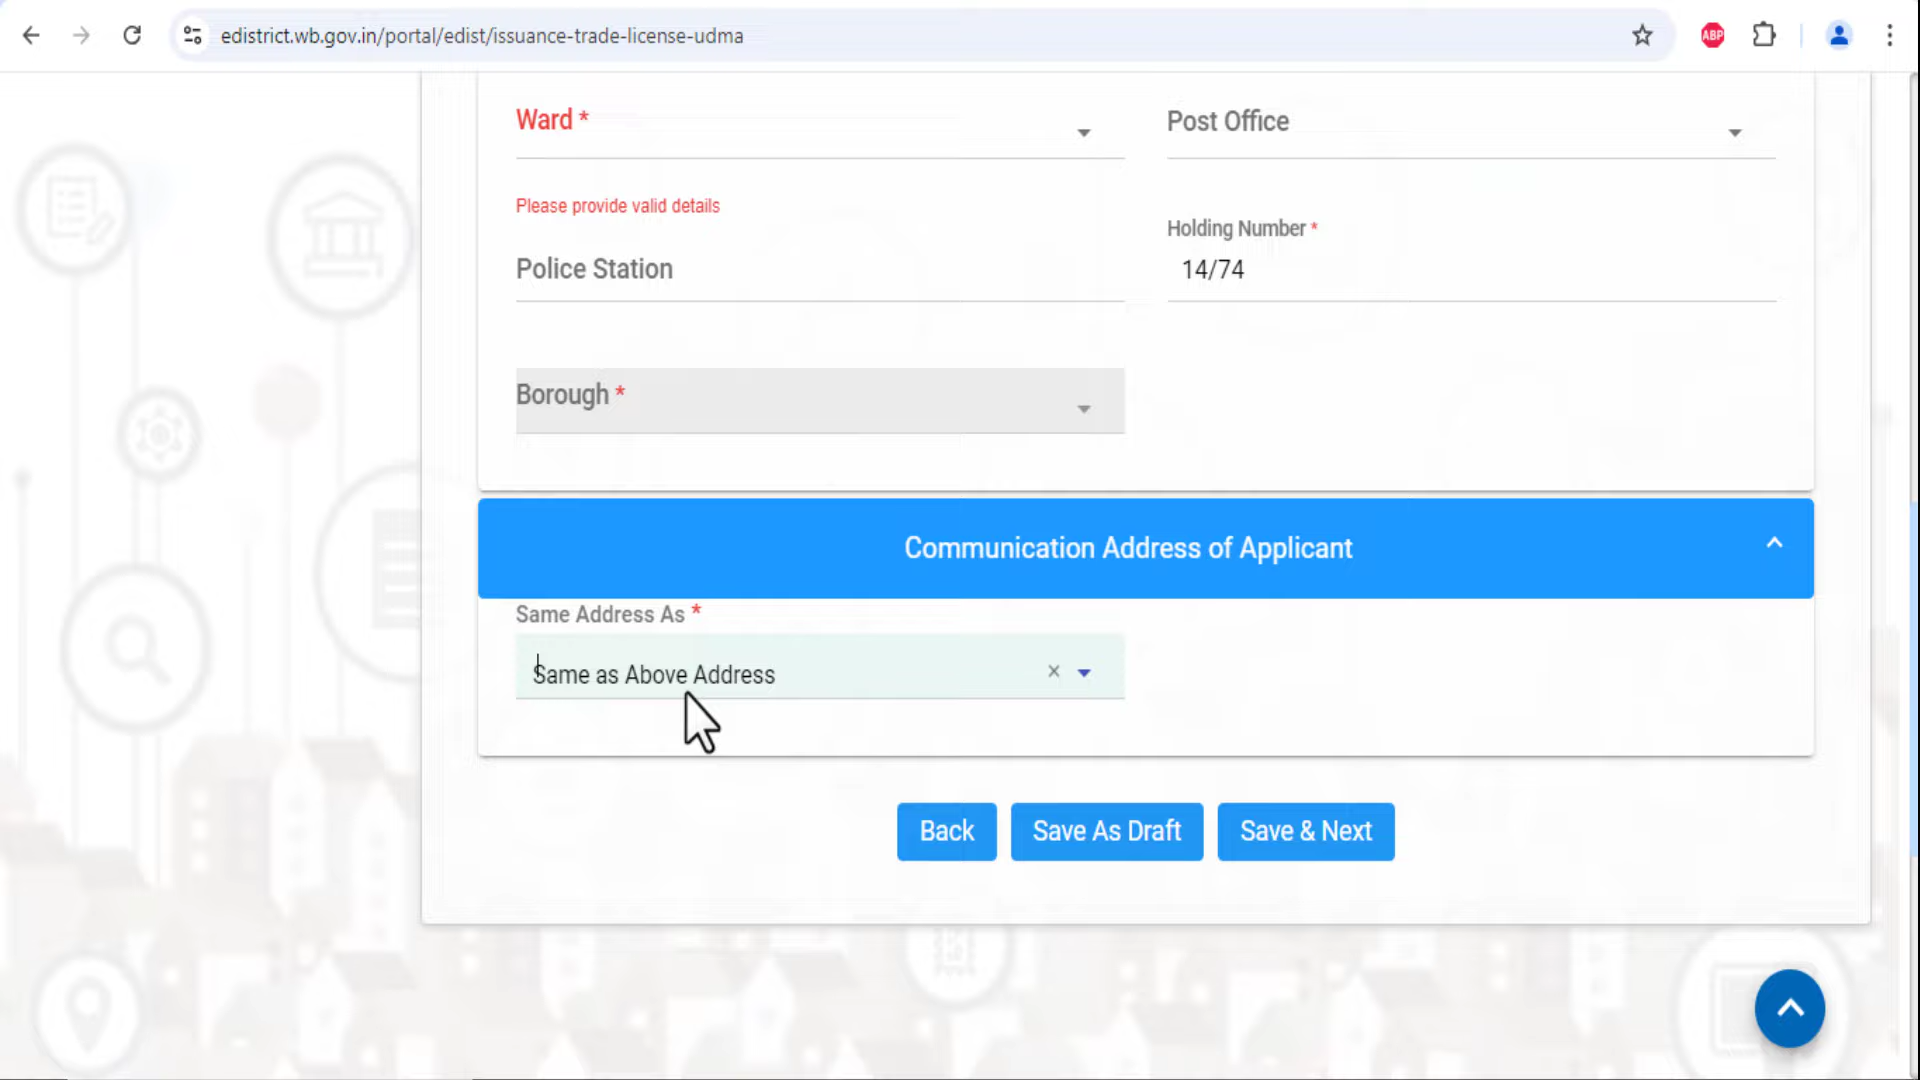 edistrict.wb.gov.in/portal/edist/issuance-trade-license-udma
ABP
Ward *
Post Office
Please provide valid details
Holding Number *
Police Station
14/74
Borough *
Communication Address of Applicant
Same Address As *
Same as Above Address
Back
Save As Draft
Save & Next